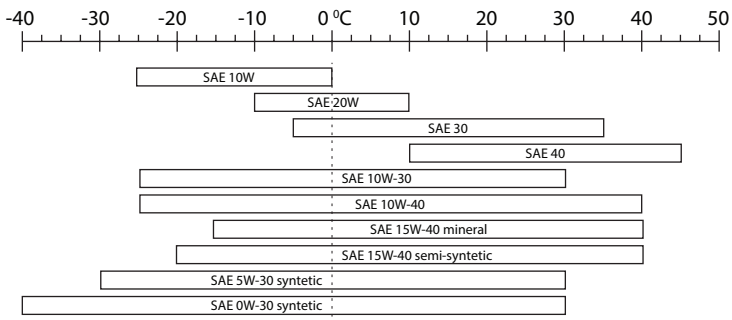 -40 -30 -20 -10 0 ⁰C 10 20 30 40 50
SAE 10W
SAE 20W
SAE 30
SAE 40
SAE 10W-30
SAE 10W-40
SAE 15W-40 mineral
SAE 15W-40 semi-syntetic
SAE 5W-30 syntetic
SAE 0W-30 syntetic